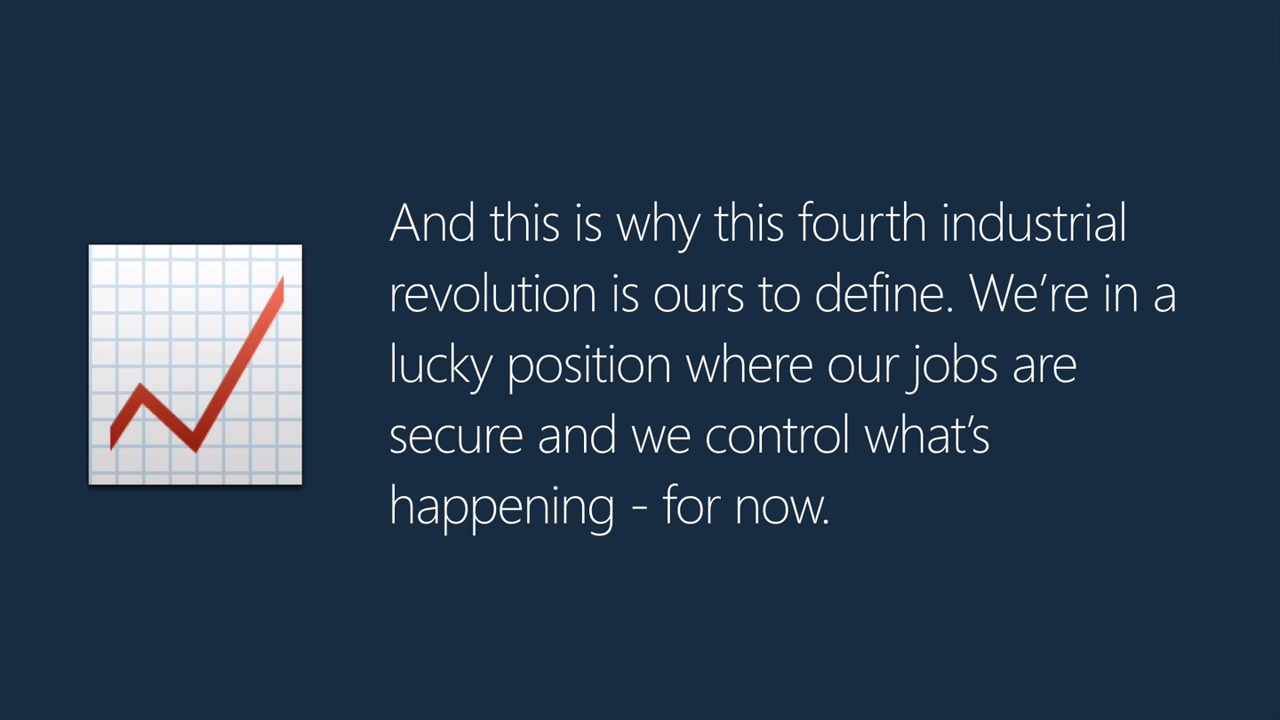 And this is why this fourth industrial
revolution is ours to define. We’re in a
lucky position where our jobs are
secure and we control what’s
happening - for now.